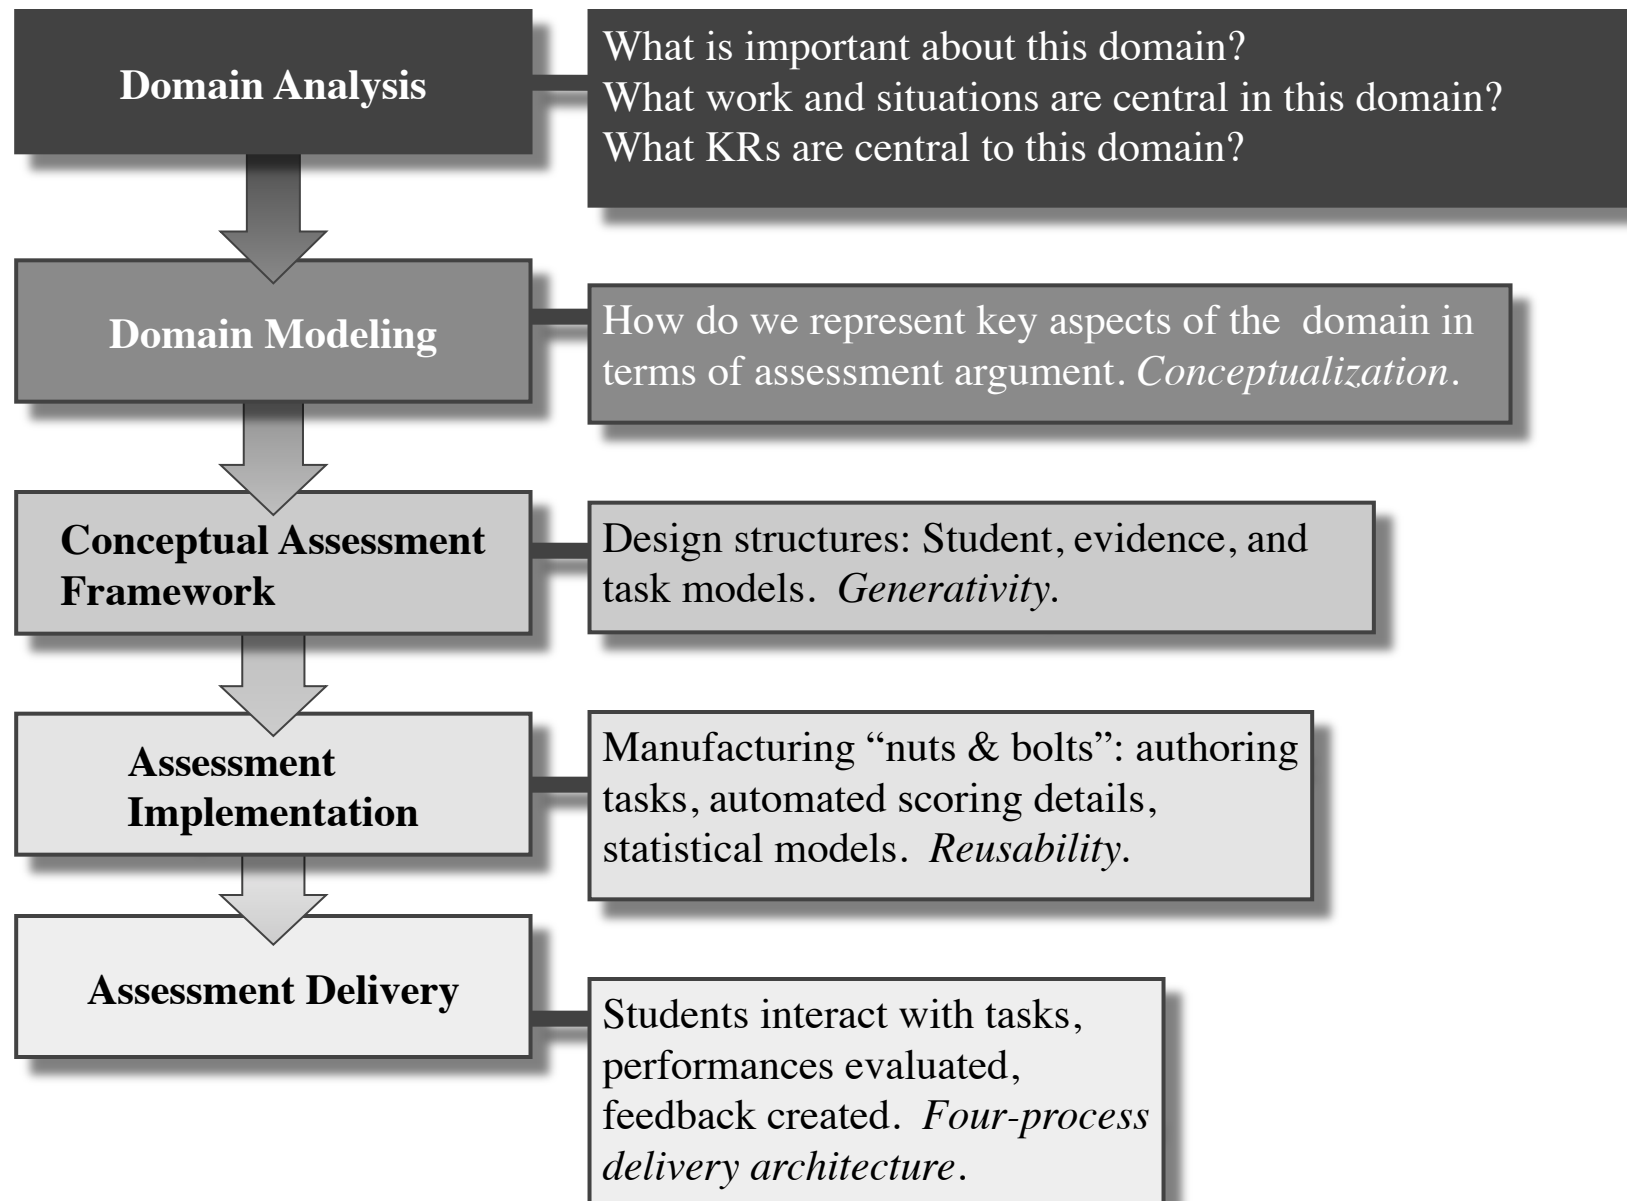 Domain Analysis
What is important about this domain?
What work and situations are central in this domain?
What KRs are central to this domain?
Domain Modeling
How do we represent key aspects of the  domain in
terms of assessment argument. Conceptualization.
Conceptual Assessment
Framework
Design structures: Student, evidence, and
task models.  Generativity.
Assessment
Implementation
Manufacturing “nuts & bolts”: authoring
tasks, automated scoring details,
statistical models.  Reusability.
Assessment Delivery
Students interact with tasks,
performances evaluated,
feedback created.  Four-process
delivery architecture.